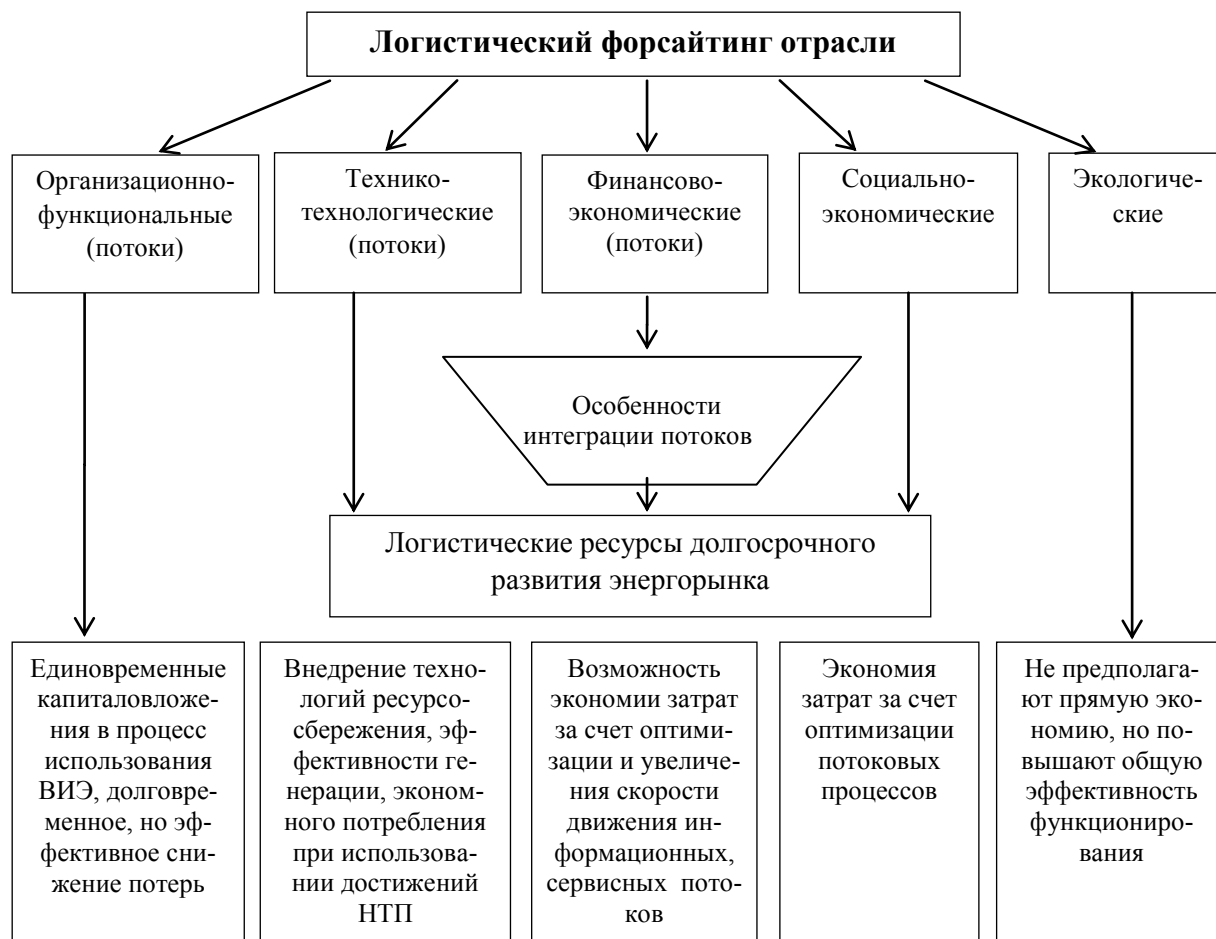 Логистический форсайтинг отрасли
Организационно-
функциональные
(потоки)
Технико-
технологические
(потоки)
Финансово-
экономические
(потоки)
Социально-
экономические
Экологиче-
ские
Особенности
интеграции потоков
Логистические ресурсы долгосрочного
развития энергорынка
Единовременные
капиталовложе-
ния в процесс
использования
ВИЭ, долговре-
менное, но эф-
фективное сни-
жение потерь
Внедрение техно-
логий ресурсо-
сбережения, эф-
фективности ге-
нерации, эконом-
ного потребления
при использова-
нии достижений
НТП
Возможность
экономии затрат
за счет оптими-
зации и увеличе-
ния скорости
движения ин-
формационных,
сервисных пото-
ков
Экономия
затрат за счет
оптимизации
потоковых
процессов
Не предполага-
ют прямую эко-
номию, но по-
вышают общую
эффективность
функциониро-
вания